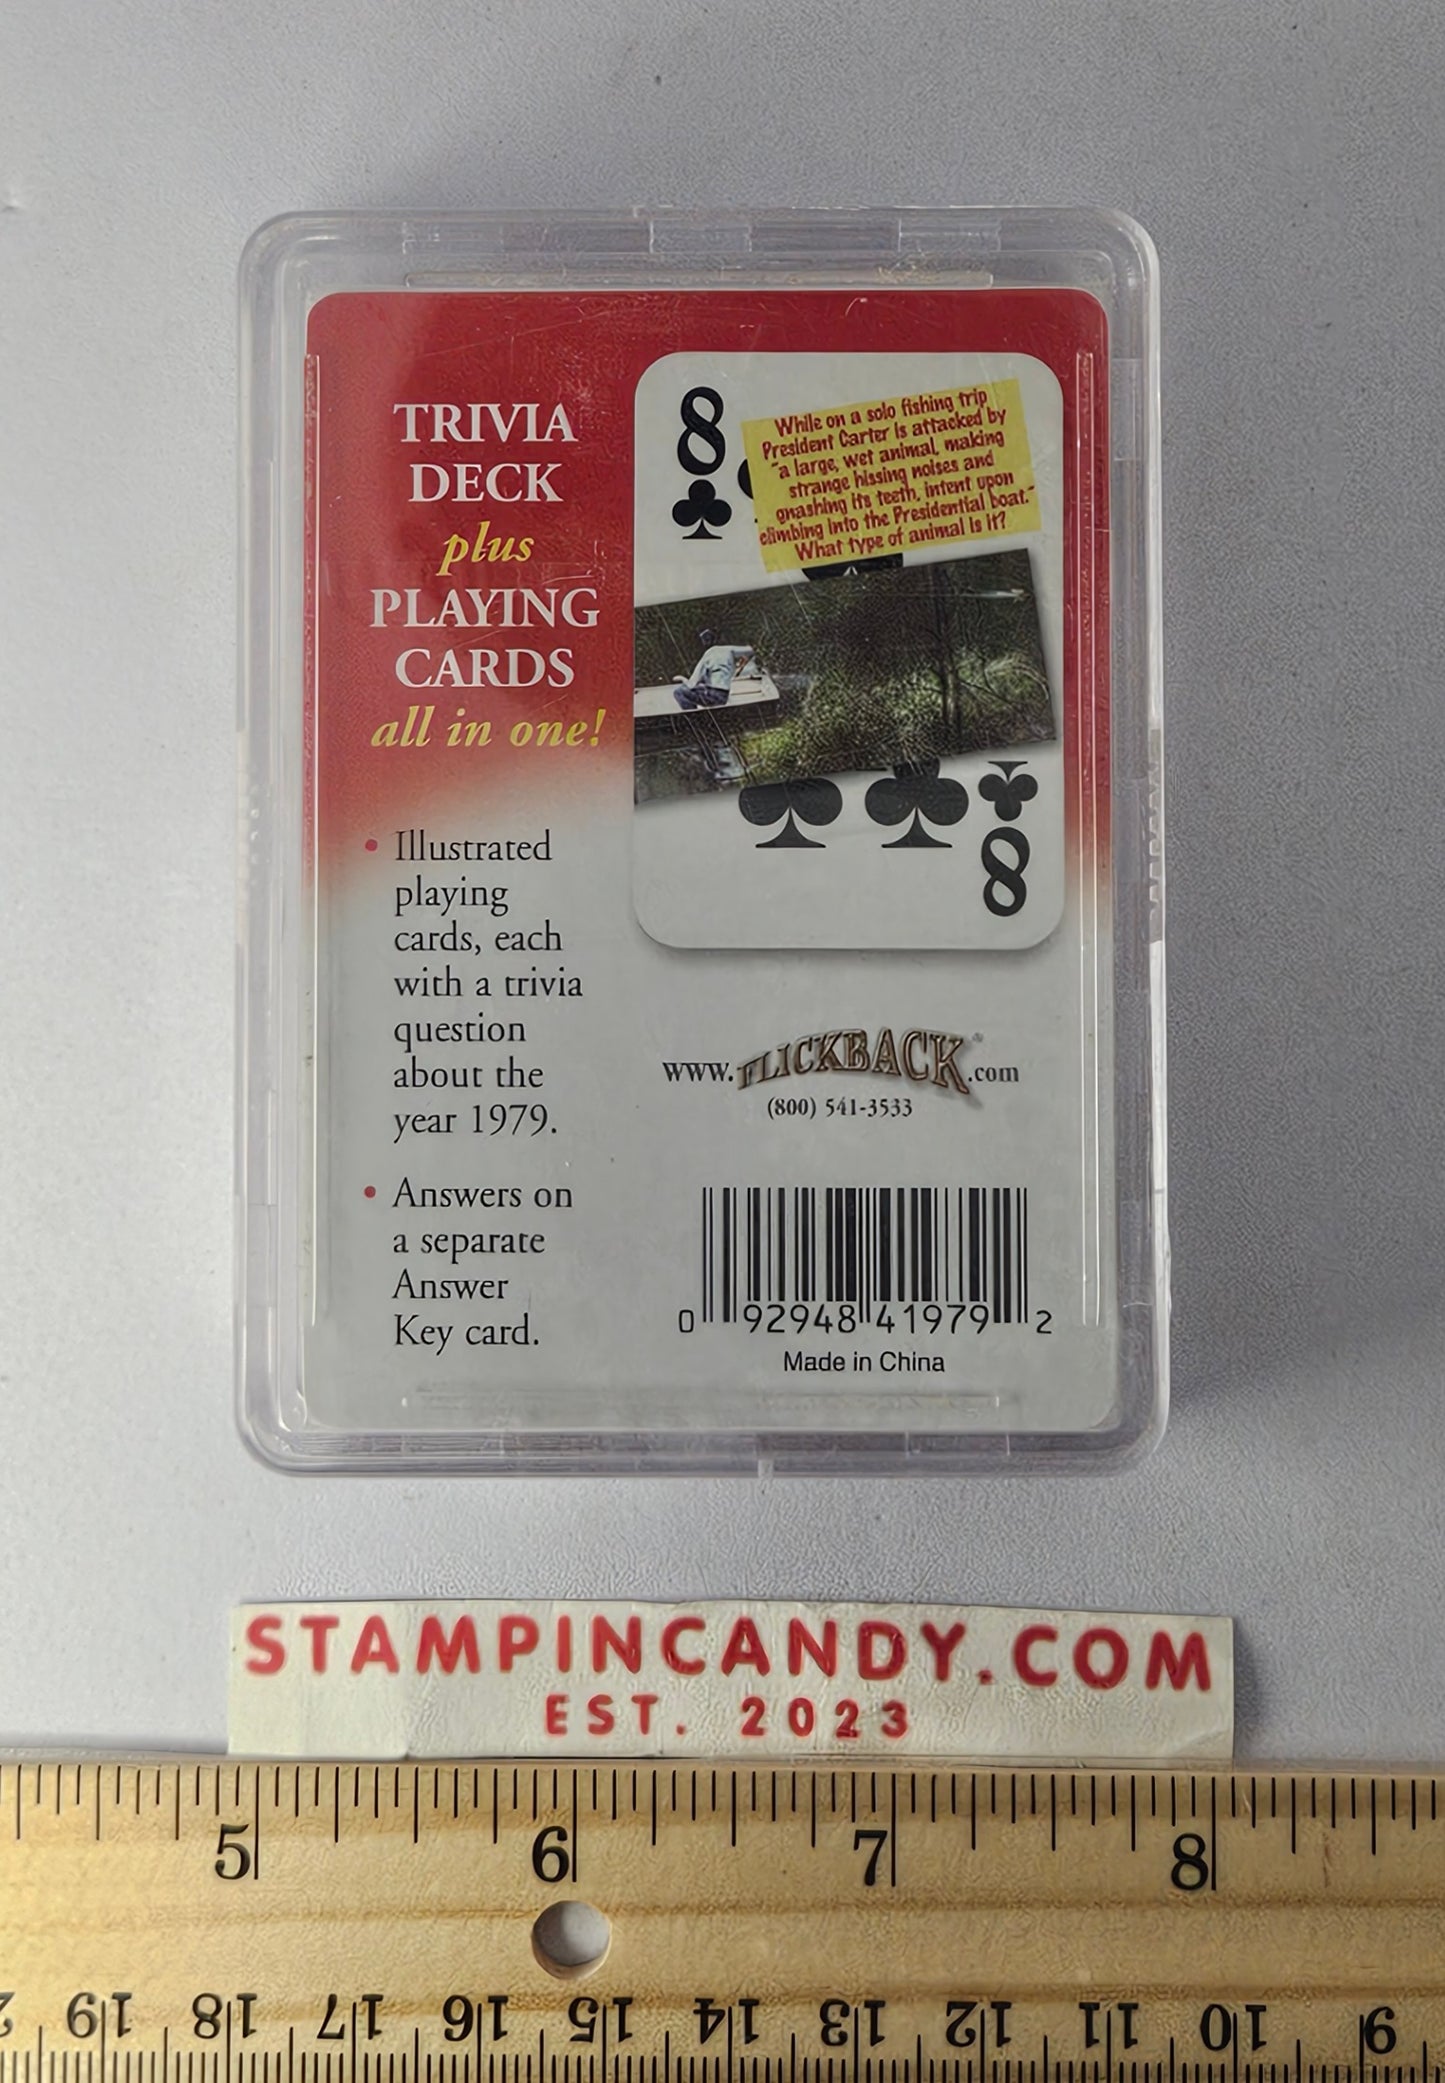 TRIVIA
DECK
plus
PLAYING
CARDS
all in one!
• Illustrated
playing
cards, each
with a trivia
question
about the
year 1979.
• Answers on
a separate
Answer
Key card.
8
While on a solo fishing trip
President Carter is attacked by
"a large, wet animal, making
strange hissing noises and
gnashing its teeth, intent upon
climbing into the Presidential boat."
What type of animal is it?
8
www.FLICKBACK®.com
(800) 541-3533
0 92948 41979 2
Made in China
STAMPINCANDY.COM
EST. 2023
5 6 7 8
19 18 17 16 15 14 13 12 11 10 9